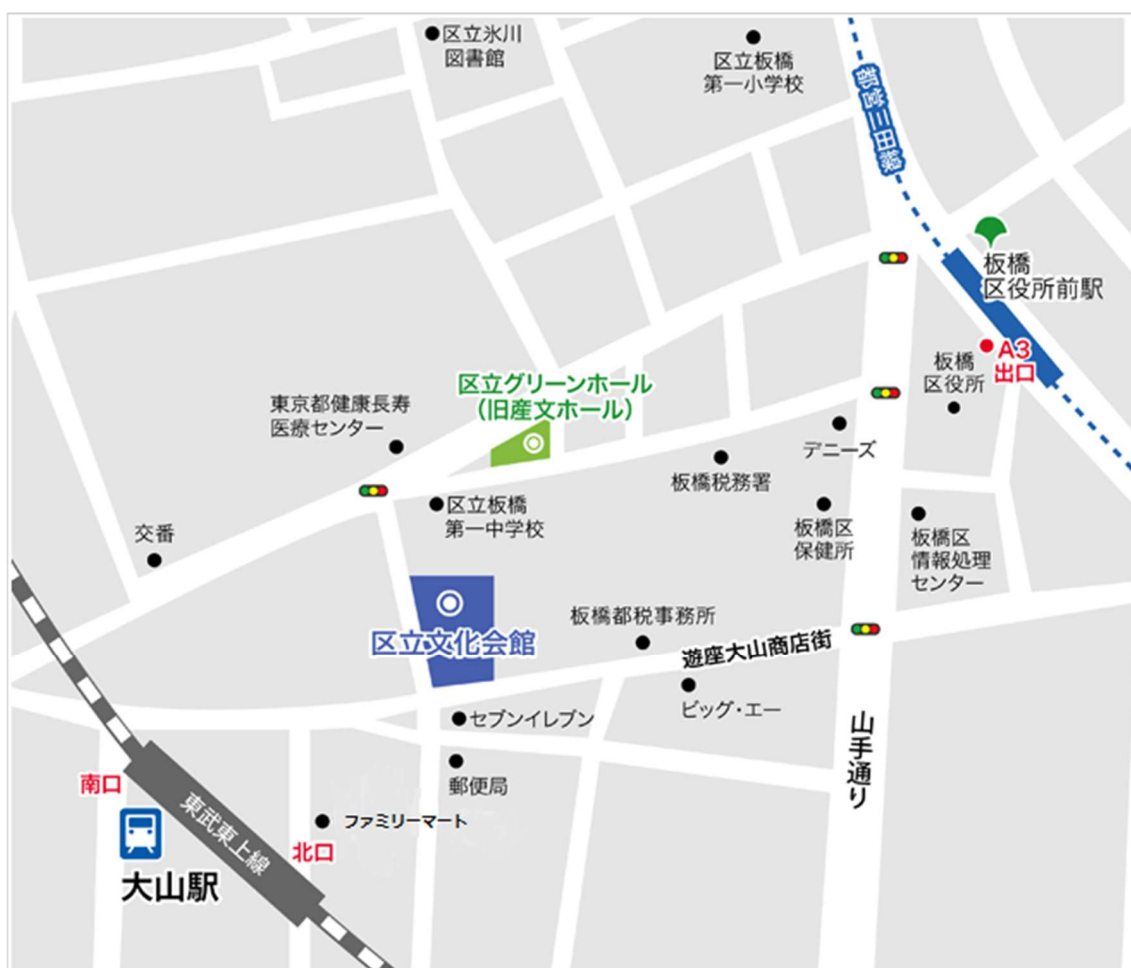 区立氷川
図書館
区立板橋
第一小学校
都営三田線
板橋
区役所前駅
A3
出口
板橋
区役所
区立グリーンホール
（旧産文ホール）
東京都健康長寿
医療センター
デニーズ
板橋税務署
区立板橋
第一中学校
板橋区
保健所
板橋区
情報処理
センター
交番
区立文化会館
板橋都税事務所
遊座大山商店街
ビッグ・エー
セブンイレブン
山手通り
郵便局
南口
東武東上線
ファミリーマート
北口
大山駅